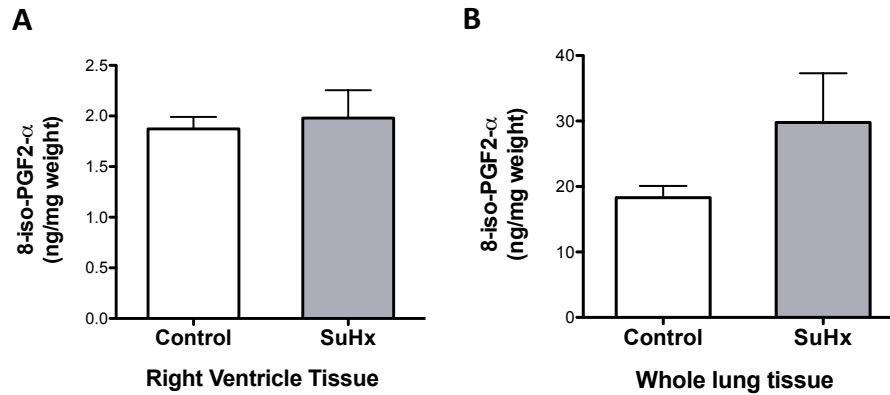 A
8-iso-PGF2-α
(ng/mg weight)
2.5
2.0
1.5
1.0
0.5
0.0
Control SuHx
Right Ventricle Tissue
B
8-iso-PGF2-α
(ng/mg weight)
40
30
20
10
0
Control SuHx
Whole lung tissue